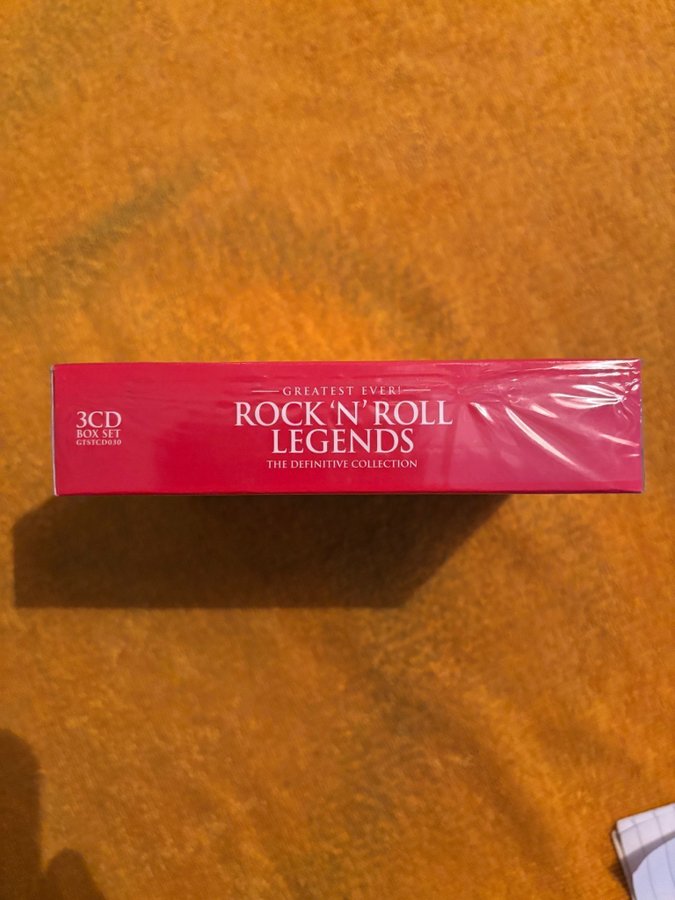 3CD
BOX SET
GTSTCD030
GREATEST EVER!
ROCK 'N' ROLL
LEGENDS
THE DEFINITIVE COLLECTION